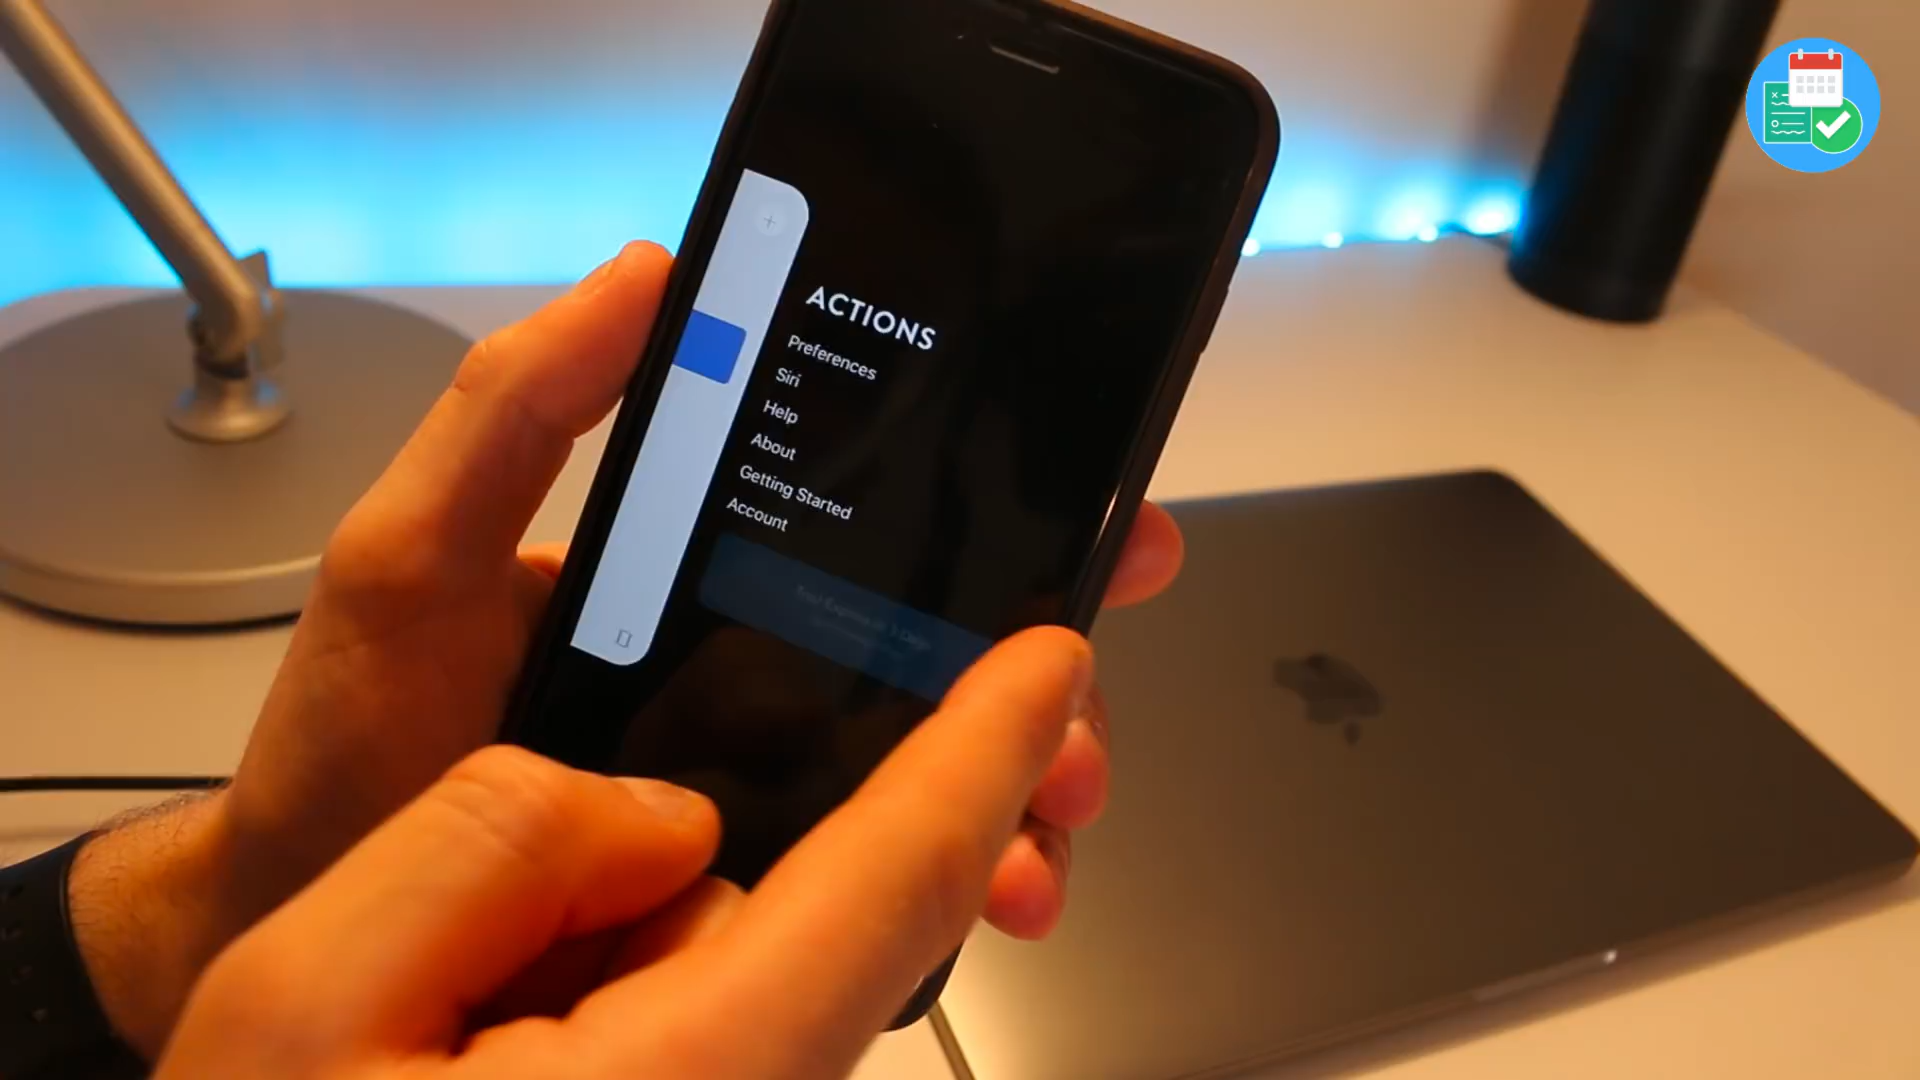 ACTIONS
Preferences
Siri
Help
About
Getting Started
Account